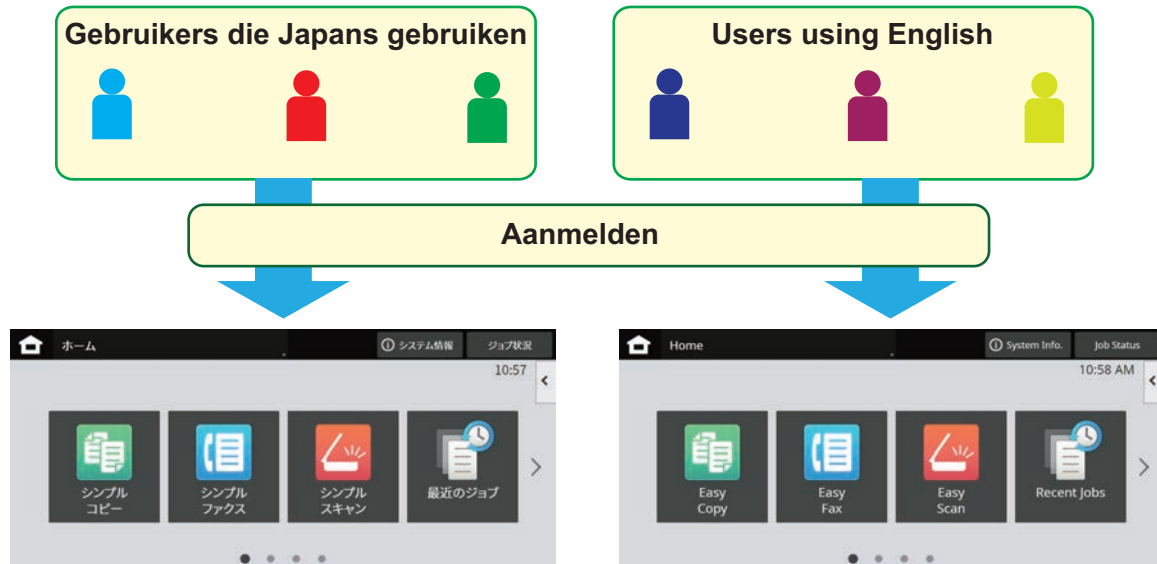 Gebruikers die Japans gebruiken
Users using English
Aanmelden
ホーム
システム情報
ジョブ状況
10:57
シンプル
コピー
シンプル
ファクス
シンプル
スキャン
最近のジョブ
Home
System Info.
Job Status
10:58 AM
Easy
Copy
Easy
Fax
Easy
Scan
Recent Jobs